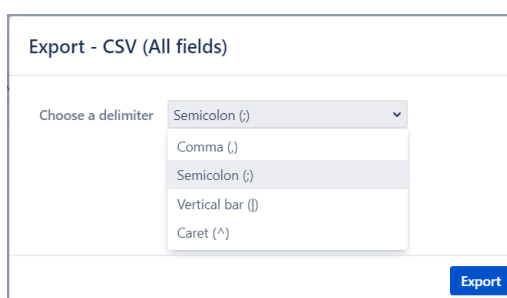 Export - CSV (All fields)
Choose a delimiter Semicolon (;)
Comma (,)
Semicolon (;)
Vertical bar (|)
Caret (^)
Export